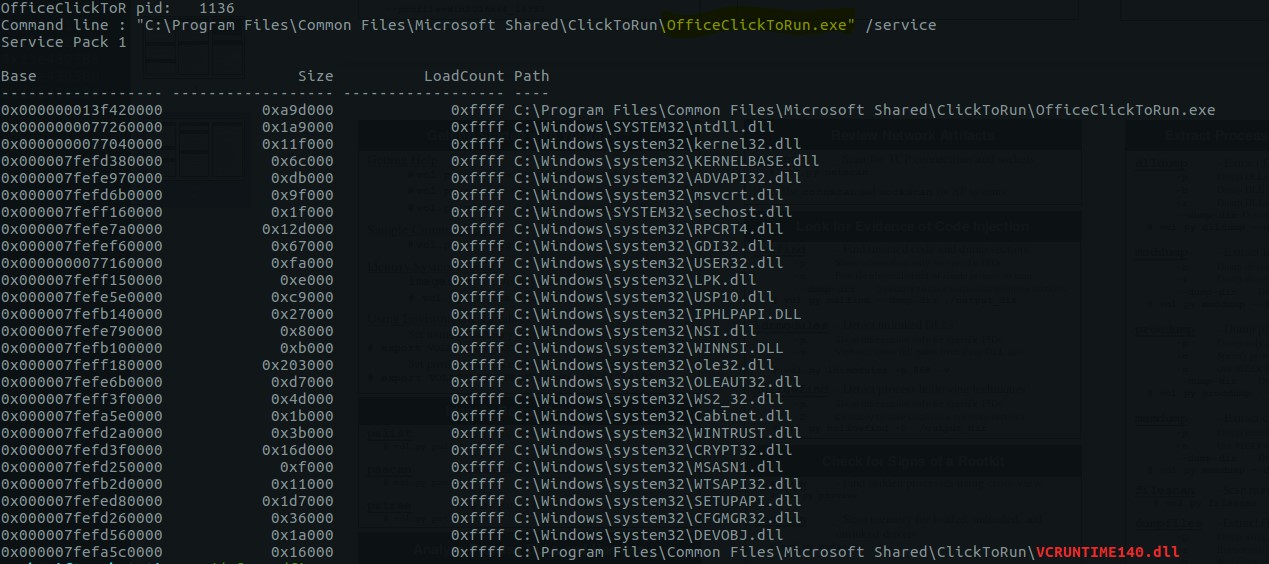 OfficeClickToR pid:   1136
Command line : "C:\Program Files\Common Files\Microsoft Shared\ClickToRun\OfficeClickToRun.exe" /service
Service Pack 1
Base                             Size          LoadCount Path
------------------ ------------------ ------------------ ----
0x000000013f420000           0xa9d000             0xffff C:\Program Files\Common Files\Microsoft Shared\ClickToRun\OfficeClickToRun.exe
0x0000000077260000           0x1a9000             0xffff C:\Windows\SYSTEM32\ntdll.dll
0x0000000077040000           0x11f000             0xffff C:\Windows\system32\kernel32.dll
0x000007fefd380000            0x6c000             0xffff C:\Windows\system32\KERNELBASE.dll
0x000007fefe970000            0xdb000             0xffff C:\Windows\system32\ADVAPI32.dll
0x000007fefd6b0000            0x9f000             0xffff C:\Windows\system32\msvcrt.dll
0x000007feff160000            0x1f000             0xffff C:\Windows\SYSTEM32\sechost.dll
0x000007fefe7a0000           0x12d000             0xffff C:\Windows\system32\RPCRT4.dll
0x000007fefef60000            0x67000             0xffff C:\Windows\system32\GDI32.dll
0x0000000077160000            0xfa000             0xffff C:\Windows\system32\USER32.dll
0x000007feff150000             0xe000             0xffff C:\Windows\system32\LPK.dll
0x000007fefe5e0000            0xc9000             0xffff C:\Windows\system32\USP10.dll
0x000007fefb140000            0x27000             0xffff C:\Windows\system32\IPHLPAPI.DLL
0x000007fefe790000             0x8000             0xffff C:\Windows\system32\NSI.dll
0x000007fefb100000             0xb000             0xffff C:\Windows\system32\WINNSI.DLL
0x000007feff180000           0x203000             0xffff C:\Windows\system32\ole32.dll
0x000007fefe6b0000            0xd7000             0xffff C:\Windows\system32\OLEAUT32.dll
0x000007feff3f0000            0x4d000             0xffff C:\Windows\system32\WS2_32.dll
0x000007fefa5e0000            0x1b000             0xffff C:\Windows\system32\Cabinet.dll
0x000007fefd2a0000            0x3b000             0xffff C:\Windows\system32\WINTRUST.dll
0x000007fefd3f0000           0x16d000             0xffff C:\Windows\system32\CRYPT32.dll
0x000007fefd250000             0xf000             0xffff C:\Windows\system32\MSASN1.dll
0x000007fefb2d0000            0x11000             0xffff C:\Windows\system32\WTSAPI32.dll
0x000007fefed80000           0x1d7000             0xffff C:\Windows\system32\SETUPAPI.dll
0x000007fefd260000            0x36000             0xffff C:\Windows\system32\CFGMGR32.dll
0x000007fefd560000            0x1a000             0xffff C:\Windows\system32\DEVOBJ.dll
0x000007fefa5c0000            0x16000             0xffff C:\Program Files\Common Files\Microsoft Shared\ClickToRun\VCRUNTIME140.dll